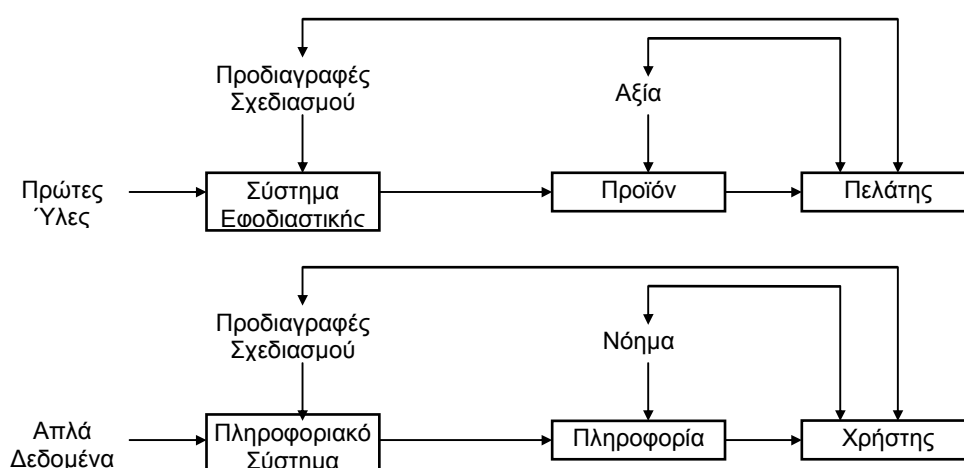 Προδιαγραφές
Σχεδιασμού
Αξία
Πρώτες
Ύλες
Σύστημα
Εφοδιαστικής
Προϊόν
Πελάτης
Προδιαγραφές
Σχεδιασμού
Νόημα
Απλά
Δεδομένα
Πληροφοριακό
Σύστημα
Πληροφορία
Χρήστης